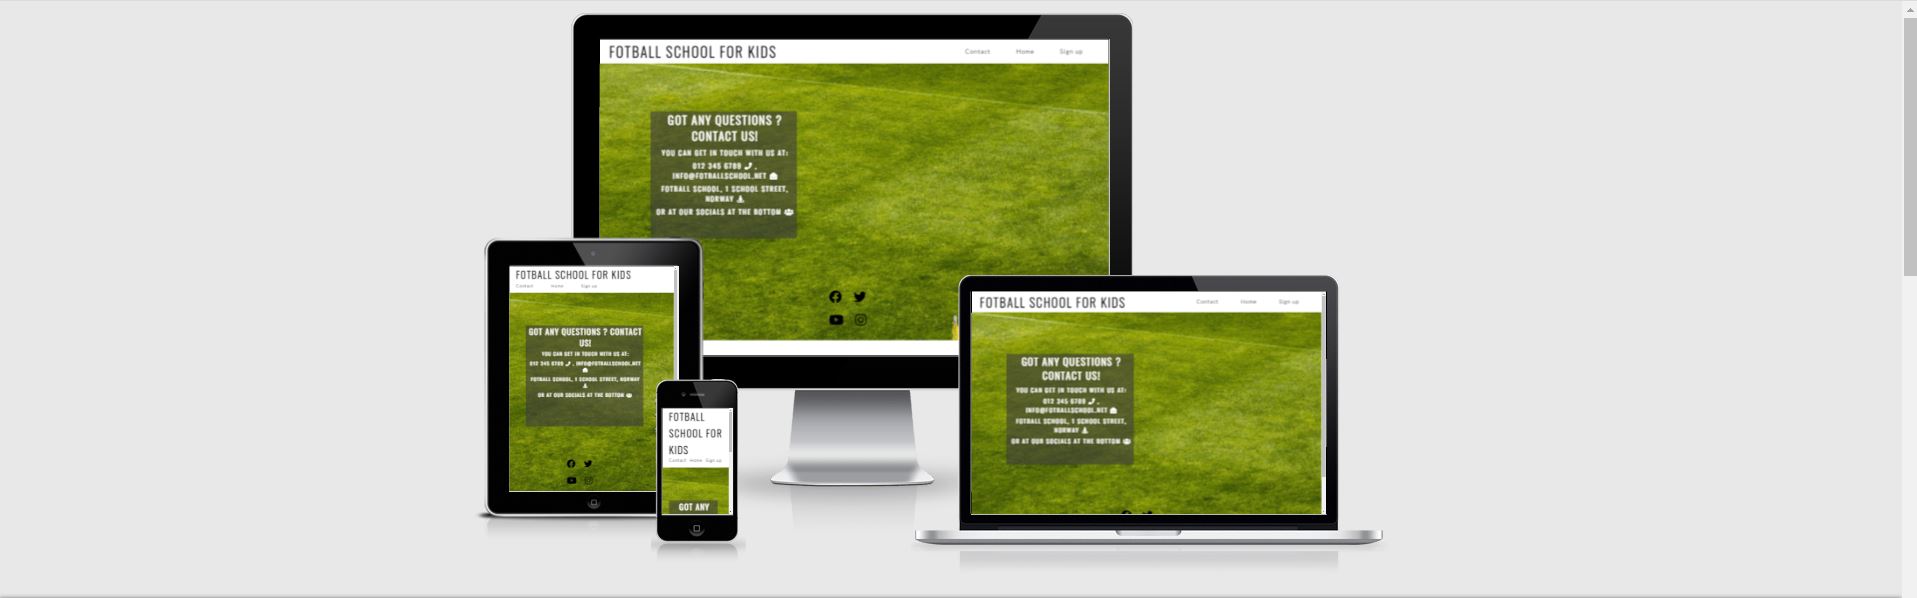 FOTBALL SCHOOL FOR KIDS
Contact Home Sign up
GOT ANY QUESTIONS ?
CONTACT US!
YOU CAN GET IN TOUCH WITH US AT:
012 345 6789 ,
INFO@FOTBALLSCHOOL.NET
FOTBALL SCHOOL, 1 SCHOOL STREET,
NORWAY
OR AT OUR SOCIALS AT THE BOTTOM
FOTBALL SCHOOL FOR KIDS
Contact Home Sign up
GOT ANY QUESTIONS ? CONTACT
US!
YOU CAN GET IN TOUCH WITH US AT:
012 345 6789 , INFO@FOTBALLSCHOOL.NET
FOTBALL SCHOOL, 1 SCHOOL STREET, NORWAY
OR AT OUR SOCIALS AT THE BOTTOM
FOTBALL
SCHOOL FOR
KIDS
Contact Home Sign up
GOT ANY
FOTBALL SCHOOL FOR KIDS
Contact Home Sign up
GOT ANY QUESTIONS ?
CONTACT US!
YOU CAN GET IN TOUCH WITH US AT:
012 345 6789 ,
INFO@FOTBALLSCHOOL.NET
FOTBALL SCHOOL, 1 SCHOOL STREET,
NORWAY
OR AT OUR SOCIALS AT THE BOTTOM